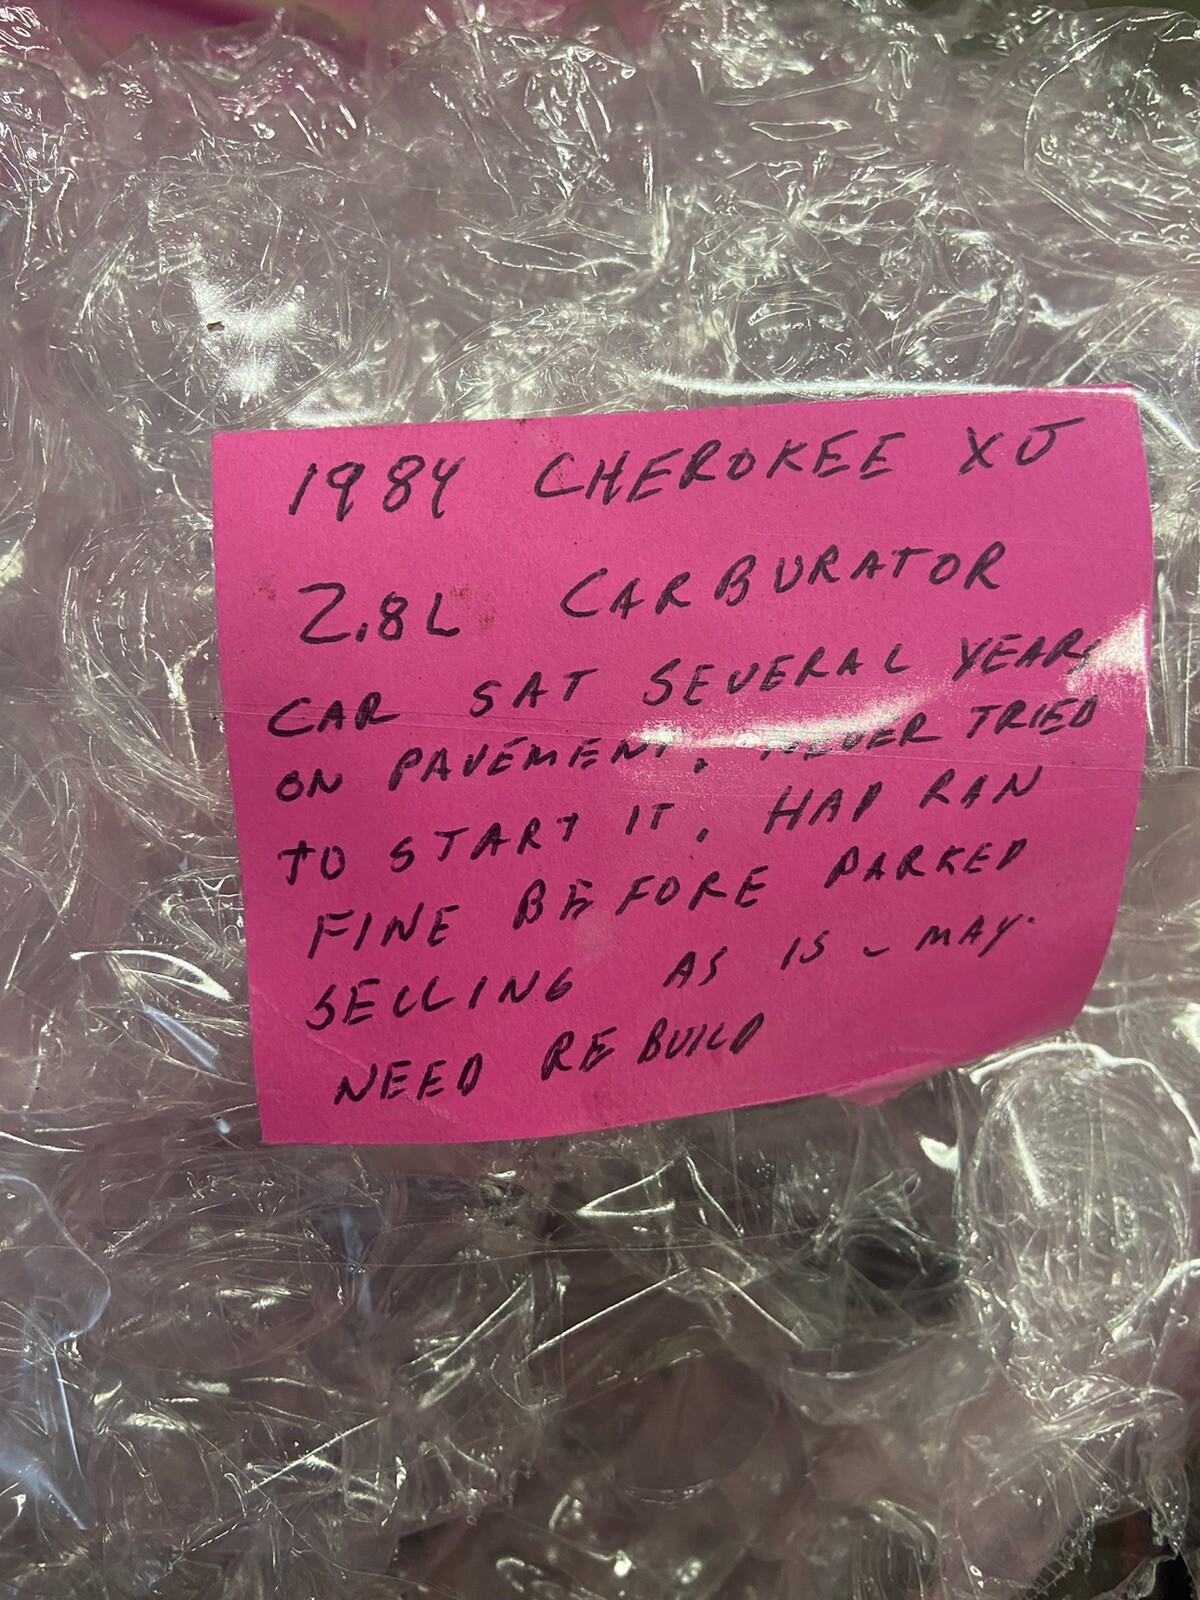 1984 CHEROKEE XJ
2.8L CARBURATOR
CAR SAT SEVERAL YEARS
ON PAVEMENT. NEVER TRIED
TO START IT. HAD RAN
FINE BEFORE PARKED
SELLING AS IS - MAY
NEED REBUILD